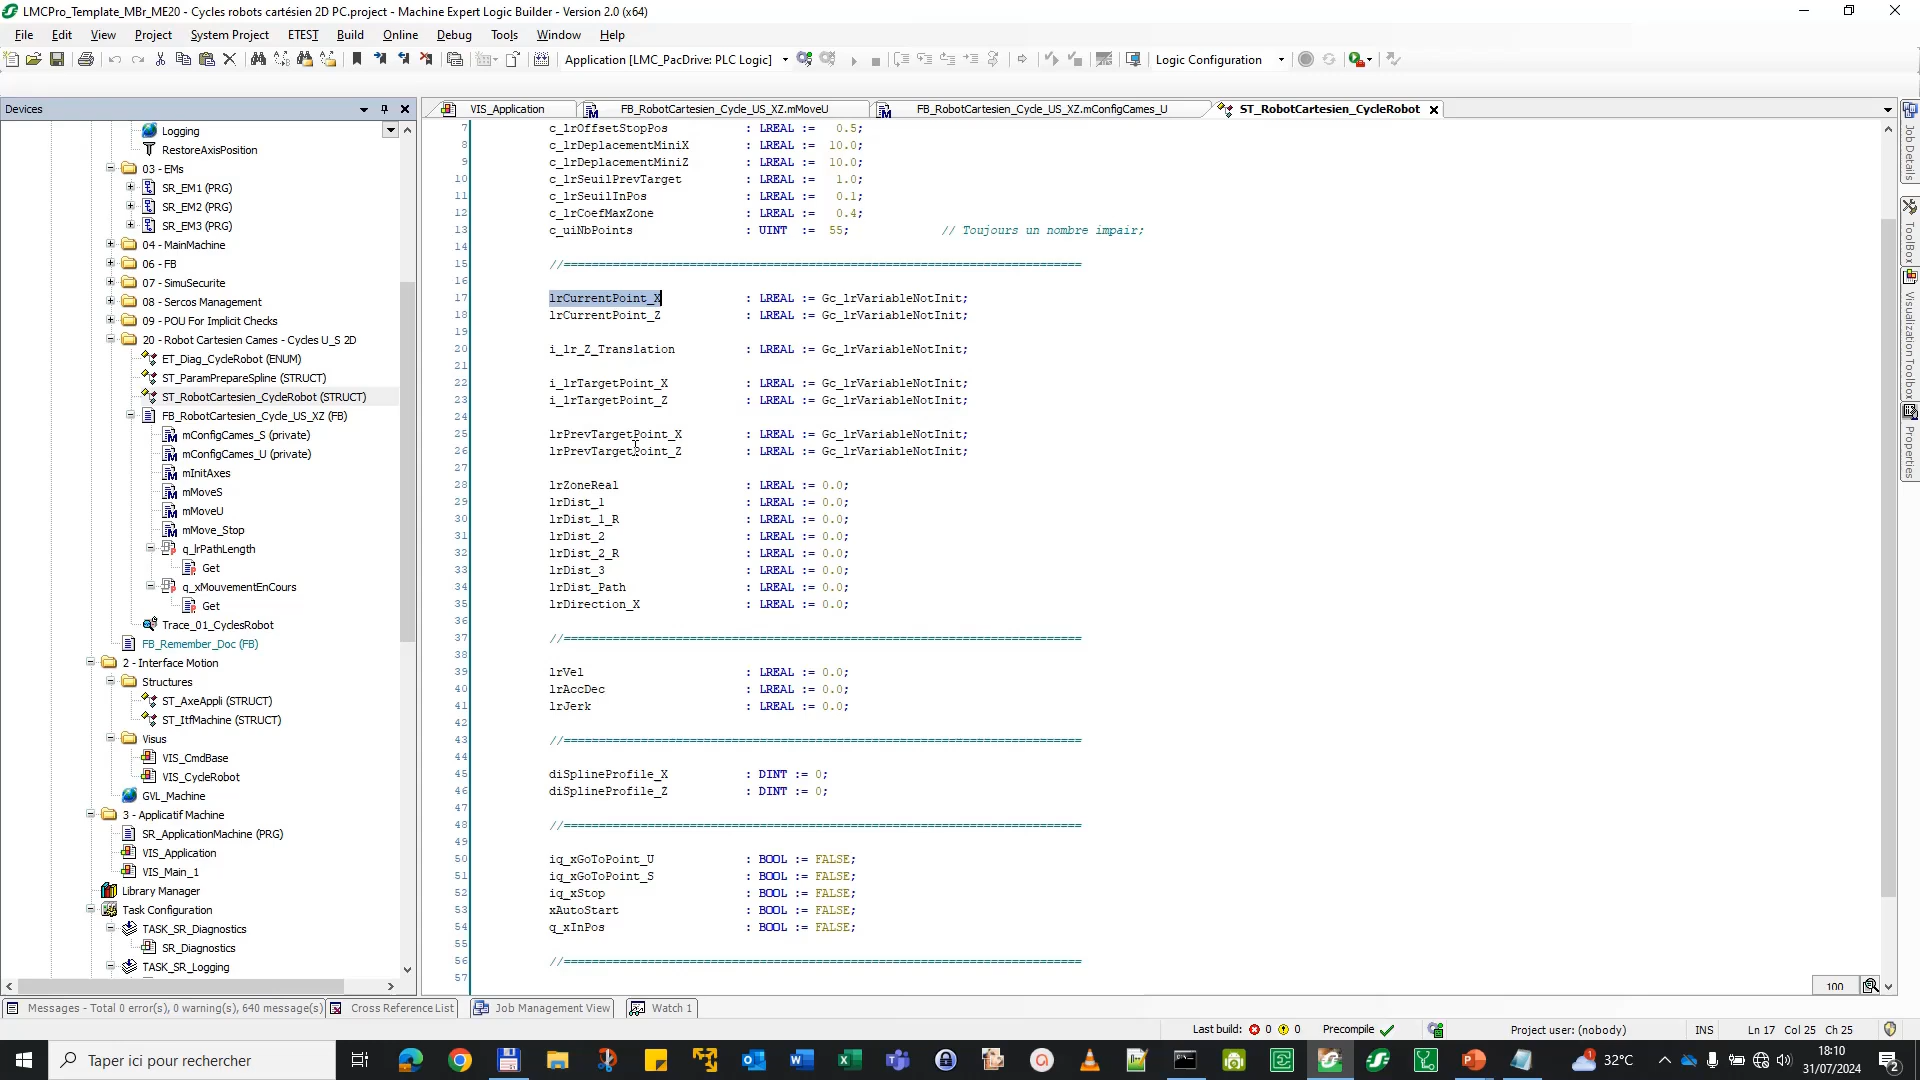 LMCPro_Template_MBr_ME20 - Cycles robots cartésien 2D PC.project - Machine Expert Logic Builder - Version 2.0 (x64)
File Edit View Project System Project ETEST Build Online Debug Tools Window Help
Application [LMC_PacDrive: PLC Logic] Logic Configuration
Devices
Logging
RestoreAxisPosition
03 - EMs
SR_EM1 (PRG)
SR_EM2 (PRG)
SR_EM3 (PRG)
04 - MainMachine
06 - FB
07 - SimuSecurite
08 - Sercos Management
09 - POU For Implicit Checks
20 - Robot Cartesien Cames - Cycles U_S 2D
ET_Diag_CycleRobot (ENUM)
ST_ParamPrepareSpline (STRUCT)
ST_RobotCartesien_CycleRobot (STRUCT)
FB_RobotCartesien_Cycle_US_XZ (FB)
mConfigCames_S (private)
mConfigCames_U (private)
mInitAxes
mMoveS
mMoveU
mMove_Stop
q_lrPathLength
Get
q_xMouvementEnCours
Get
Trace_01_CyclesRobot
FB_Remember_Doc (FB)
2 - Interface Motion
Structures
ST_AxeAppli (STRUCT)
ST_ItfMachine (STRUCT)
Visus
VIS_CmdBase
VIS_CycleRobot
GVL_Machine
3 - Applicatif Machine
SR_ApplicationMachine (PRG)
VIS_Application
VIS_Main_1
Library Manager
Task Configuration
TASK_SR_Diagnostics
SR_Diagnostics
TASK_SR_Logging
VIS_Application FB_RobotCartesien_Cycle_US_XZ.mMoveU FB_RobotCartesien_Cycle_US_XZ.mConfigCames_U ST_RobotCartesien_CycleRobot
7 c_lrOffsetStopPos : LREAL := 0.5;
8 c_lrDeplacementMiniX : LREAL := 10.0;
9 c_lrDeplacementMiniZ : LREAL := 10.0;
10 c_lrSeuilPrevTarget : LREAL := 1.0;
11 c_lrSeuilInPos : LREAL := 0.1;
12 c_lrCoefMaxZone : LREAL := 0.4;
13 c_uiNbPoints : UINT := 55; // Toujours un nombre impair;
14
15 //==========================================================================
16
17 lrCurrentPoint_X : LREAL := Gc_lrVariableNotInit;
18 lrCurrentPoint_Z : LREAL := Gc_lrVariableNotInit;
19
20 i_lr_Z_Translation : LREAL := Gc_lrVariableNotInit;
21
22 i_lrTargetPoint_X : LREAL := Gc_lrVariableNotInit;
23 i_lrTargetPoint_Z : LREAL := Gc_lrVariableNotInit;
24
25 lrPrevTargetPoint_X : LREAL := Gc_lrVariableNotInit;
26 lrPrevTargetPoint_Z : LREAL := Gc_lrVariableNotInit;
27
28 lrZoneReal : LREAL := 0.0;
29 lrDist_1 : LREAL := 0.0;
30 lrDist_1_R : LREAL := 0.0;
31 lrDist_2 : LREAL := 0.0;
32 lrDist_2_R : LREAL := 0.0;
33 lrDist_3 : LREAL := 0.0;
34 lrDist_Path : LREAL := 0.0;
35 lrDirection_X : LREAL := 0.0;
36
37 //==========================================================================
38
39 lrVel : LREAL := 0.0;
40 lrAccDec : LREAL := 0.0;
41 lrJerk : LREAL := 0.0;
42
43 //==========================================================================
44
45 diSplineProfile_X : DINT := 0;
46 diSplineProfile_Z : DINT := 0;
47
48 //==========================================================================
49
50 iq_xGoToPoint_U : BOOL := FALSE;
51 iq_xGoToPoint_S : BOOL := FALSE;
52 iq_xStop : BOOL := FALSE;
53 xAutoStart : BOOL := FALSE;
54 q_xInPos : BOOL := FALSE;
55
56 //==========================================================================
57
100
Job Details
ToolBox
Visualization Toolbox
Properties
Messages - Total 0 error(s), 0 warning(s), 640 message(s) Cross Reference List Job Management View Watch 1
Last build: 0 0 Precompile Project user: (nobody) INS Ln 17 Col 25 Ch 25
Taper ici pour rechercher 32°C 18:10
31/07/2024 2